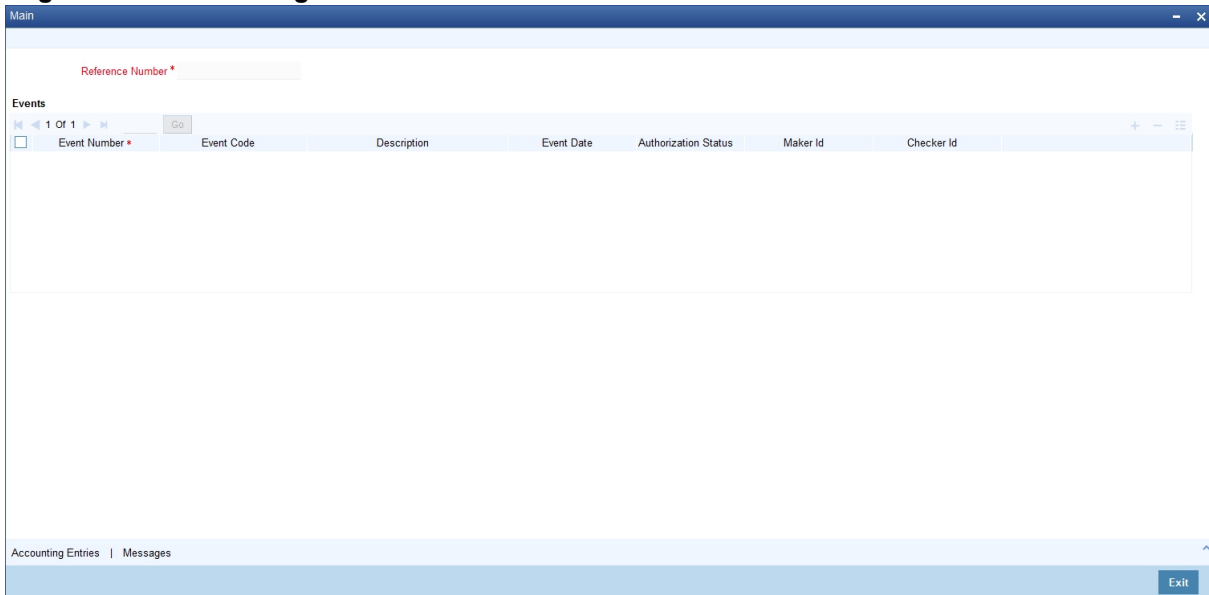 Main
Reference Number *
Events
1 Of 1 Go
Event Number * Event Code Description Event Date Authorization Status Maker Id Checker Id
Accounting Entries | Messages
Exit